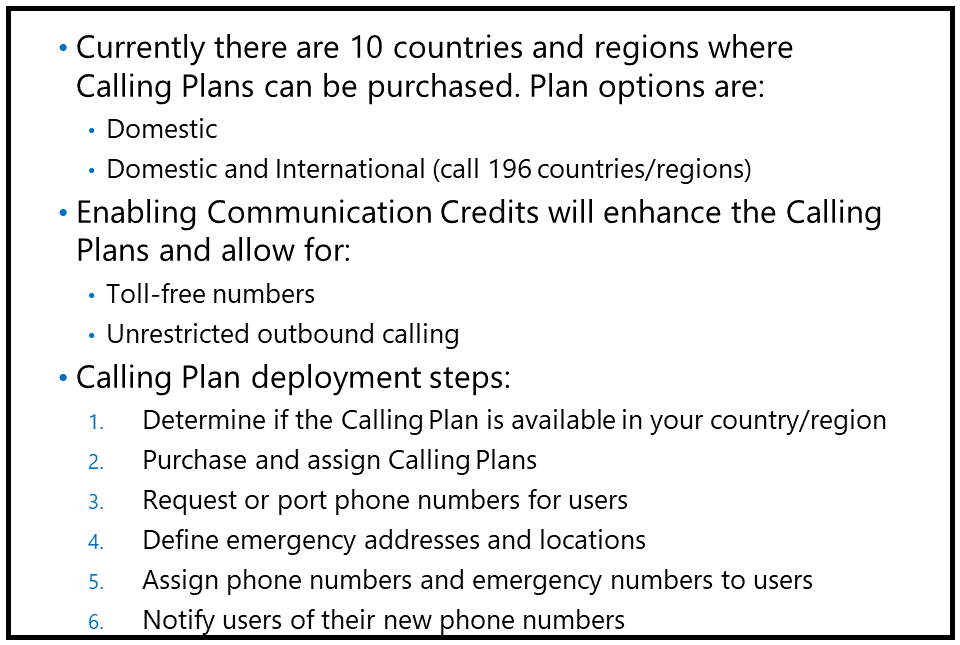 • Currently there are 10 countries and regions where
Calling Plans can be purchased. Plan options are:
• Domestic
• Domestic and International (call 196 countries/regions)
• Enabling Communication Credits will enhance the Calling
Plans and allow for:
• Toll-free numbers
• Unrestricted outbound calling
• Calling Plan deployment steps:
1. Determine if the Calling Plan is available in your country/region
2. Purchase and assign Calling Plans
3. Request or port phone numbers for users
4. Define emergency addresses and locations
5. Assign phone numbers and emergency numbers to users
6. Notify users of their new phone numbers